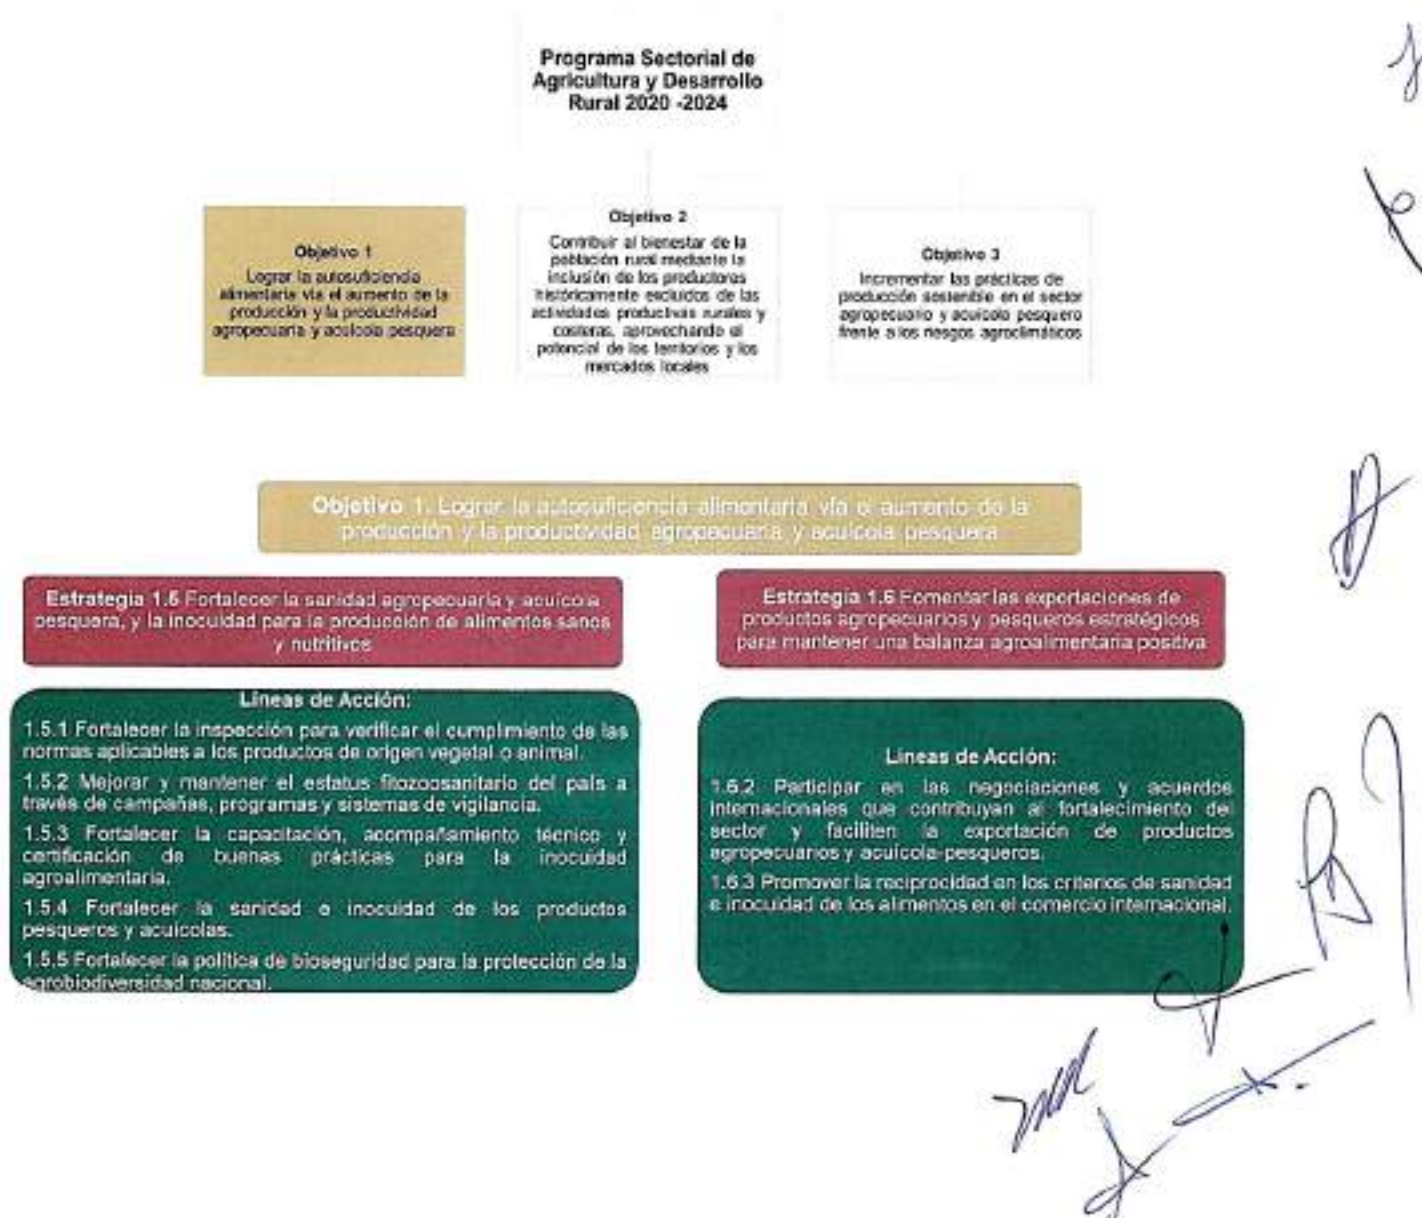 Programa Sectorial de
Agricultura y Desarrollo
Rural 2020 -2024
Objetivo 1
Lograr la autosuficiencia
alimentaria vía el aumento de la
producción y la productividad
agropecuaria y acuícola pesquera
Objetivo 2
Contribuir al bienestar de la
población rural mediante la
inclusión de los productores
históricamente excluidos de las
actividades productivas rurales y
costeras, aprovechando el
potencial de los territorios y los
mercados locales
Objetivo 3
Incrementar las prácticas de
producción sostenible en el sector
agropecuario y acuícola pesquero
frente a los riesgos agroclimáticos
Objetivo 1. Lograr la autosuficiencia alimentaria vía el aumento de la
producción y la productividad agropecuaria y acuícola pesquera
Estrategia 1.5 Fortalecer la sanidad agropecuaria y acuícola
pesquera, y la inocuidad para la producción de alimentos sanos
y nutritivos
Líneas de Acción:
1.5.1 Fortalecer la inspección para verificar el cumplimiento de las
normas aplicables a los productos de origen vegetal o animal.
1.5.2 Mejorar y mantener el estatus fitozoosanitario del país a
través de campañas, programas y sistemas de vigilancia.
1.5.3 Fortalecer la capacitación, acompañamiento técnico y
certificación de buenas prácticas para la inocuidad
agroalimentaria.
1.5.4 Fortalecer la sanidad e inocuidad de los productos
pesqueros y acuícolas.
1.5.5 Fortalecer la política de bioseguridad para la protección de la
agrobiodiversidad nacional.
Estrategia 1.6 Fomentar las exportaciones de
productos agropecuarios y pesqueros estratégicos
para mantener una balanza agroalimentaria positiva
Líneas de Acción:
1.6.2 Participar en las negociaciones y acuerdos
internacionales que contribuyan al fortalecimiento del
sector y faciliten la exportación de productos
agropecuarios y acuícola-pesqueros.
1.6.3 Promover la reciprocidad en los criterios de sanidad
e inocuidad de los alimentos en el comercio internacional.